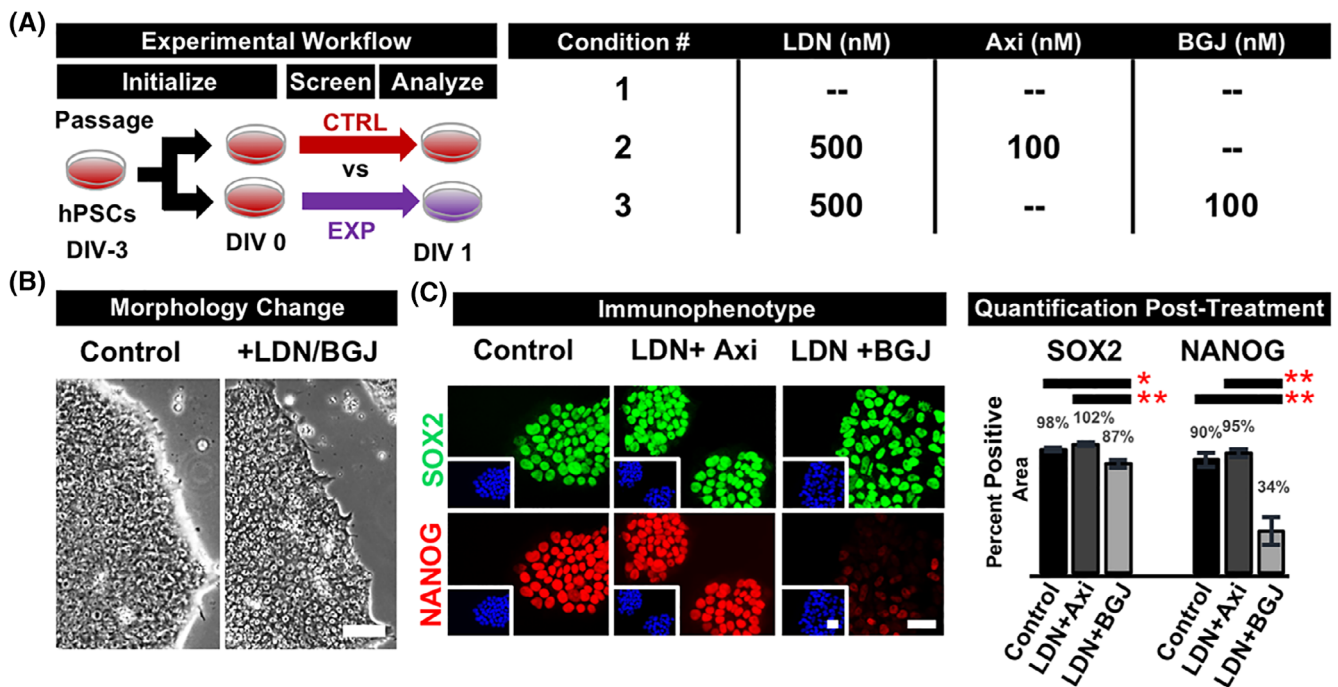 (A)
Experimental Workflow
Initialize Screen Analyze
Passage
hPSCs
DIV-3
DIV 0
CTRL
vs
EXP
DIV 1
Condition # LDN (nM) Axi (nM) BGJ (nM)
1 -- -- --
2 500 100 --
3 500 -- 100
(B)
Morphology Change
Control +LDN/BGJ
(C)
Immunophenotype
Control LDN+ Axi LDN +BGJ
SOX2
NANOG
Quantification Post-Treatment
SOX2 NANOG
* **
** **
98% 102% 87% 90% 95% 34%
Percent Positive
Area
Control LDN+Axi LDN+BGJ Control LDN+Axi LDN+BGJ